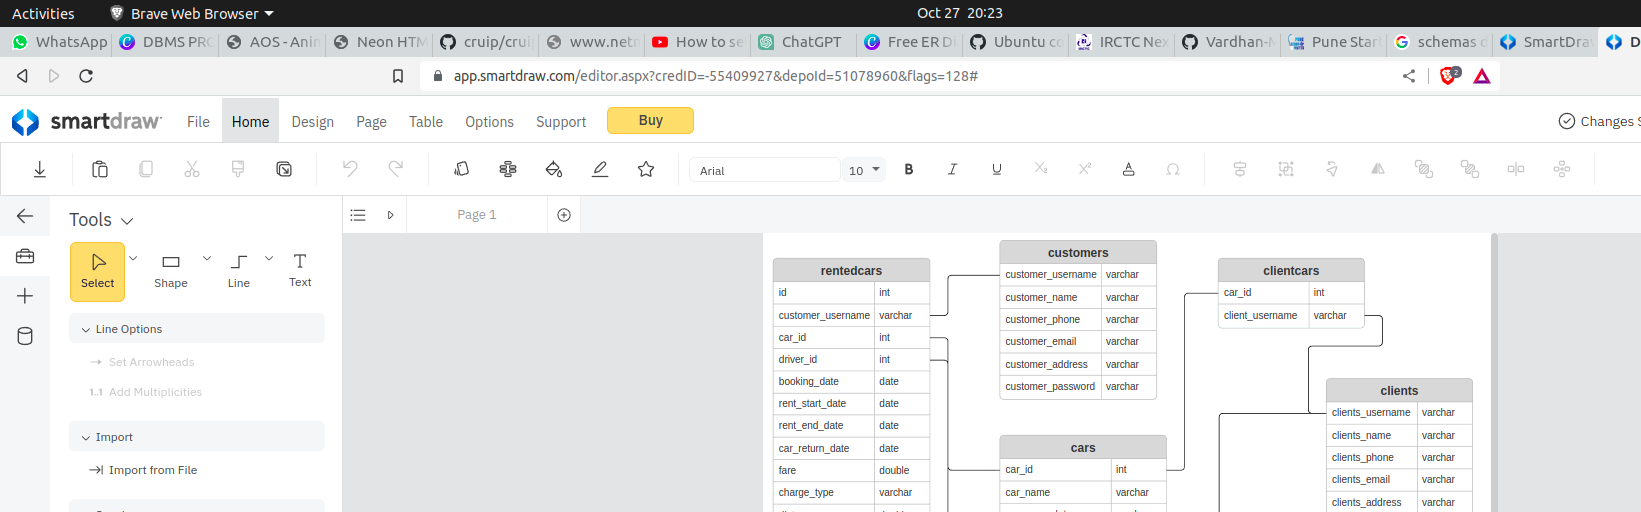 Activities Brave Web Browser Oct 27 20:23
WhatsApp DBMS PRO AOS - Anin Neon HTM cruip/crui www.netn How to se ChatGPT Free ER D Ubuntu co IRCTC Nex Vardhan-M Pune Start schemas d SmartDra D
app.smartdraw.com/editor.aspx?credID=-55409927&depoId=51078960&flags=128# 2
smartdraw File Home Design Page Table Options Support Buy Changes S
Arial 10 B I U X₂ X² A Ω
Tools Page 1
Select Shape Line Text
Line Options
Set Arrowheads
1..1 Add Multiplicities
Import
Import from File
rentedcars
id int
customer_username varchar
car_id int
driver_id int
booking_date date
rent_start_date date
rent_end_date date
car_return_date date
fare double
charge_type varchar
customers
customer_username varchar
customer_name varchar
customer_phone varchar
customer_email varchar
customer_address varchar
customer_password varchar
cars
car_id int
car_name varchar
clientcars
car_id int
client_username varchar
clients
clients_username varchar
clients_name varchar
clients_phone varchar
clients_email varchar
clients_address varchar